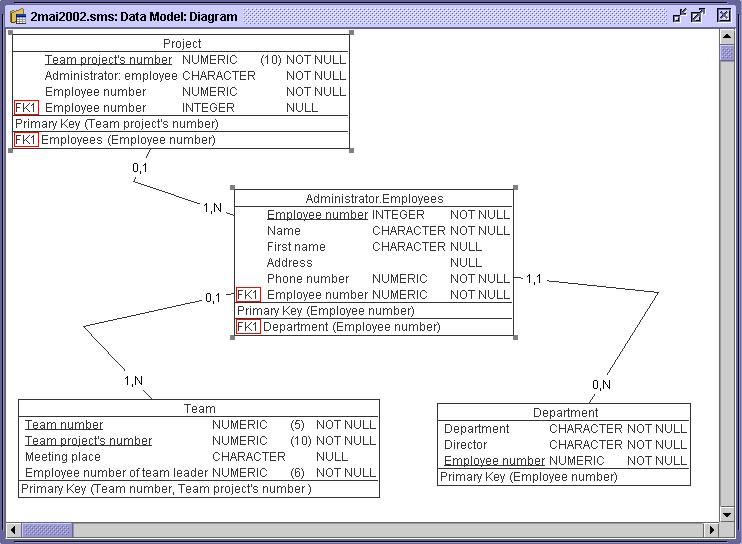 2mai2002.sms: Data Model: Diagram
Project
Team project's number NUMERIC (10) NOT NULL
Administrator: employee CHARACTER NOT NULL
Employee number NUMERIC NOT NULL
FK1 Employee number INTEGER NULL
Primary Key (Team project's number)
FK1 Employees (Employee number)
0,1
1,N
Administrator.Employees
Employee number INTEGER NOT NULL
Name CHARACTER NOT NULL
First name CHARACTER NULL
Address NULL
Phone number NUMERIC NOT NULL
FK1 Employee number NUMERIC NOT NULL
Primary Key (Employee number)
FK1 Department (Employee number)
0,1
1,1
1,N
0,N
Team
Team number NUMERIC (5) NOT NULL
Team project's number NUMERIC (10) NOT NULL
Meeting place CHARACTER NULL
Employee number of team leader NUMERIC (6) NOT NULL
Primary Key (Team number, Team project's number )
Department
Department CHARACTER NOT NULL
Director CHARACTER NOT NULL
Employee number NUMERIC NOT NULL
Primary Key (Employee number)